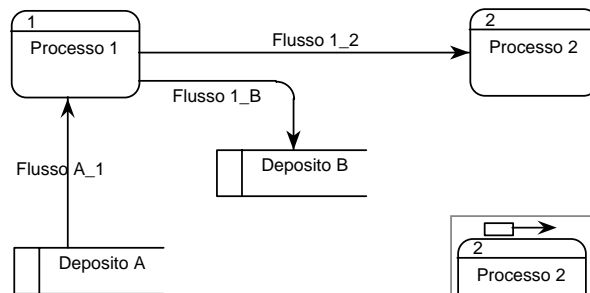 1
Processo 1
Flusso 1_2
2
Processo 2
Flusso 1_B
Flusso A_1
Deposito B
Deposito A
2
Processo 2